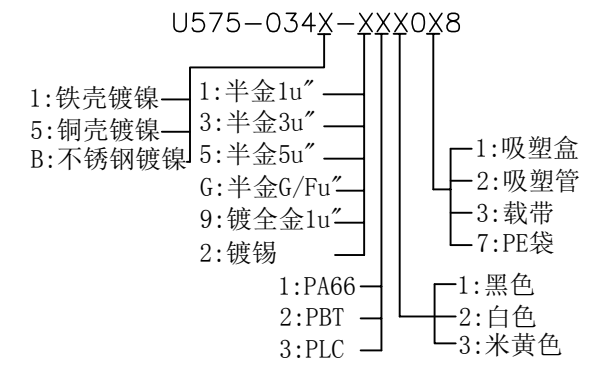 U575-034X-XXX0X8
1:铁壳镀镍
5:铜壳镀镍
B:不锈钢镀镍
1:半金1u"
3:半金3u"
5:半金5u"
G:半金G/Fu"
9:镀全金1u"
2:镀锡
1:PA66
2:PBT
3:PLC
1:吸塑盒
2:吸塑管
3:载带
7:PE袋
1:黑色
2:白色
3:米黄色